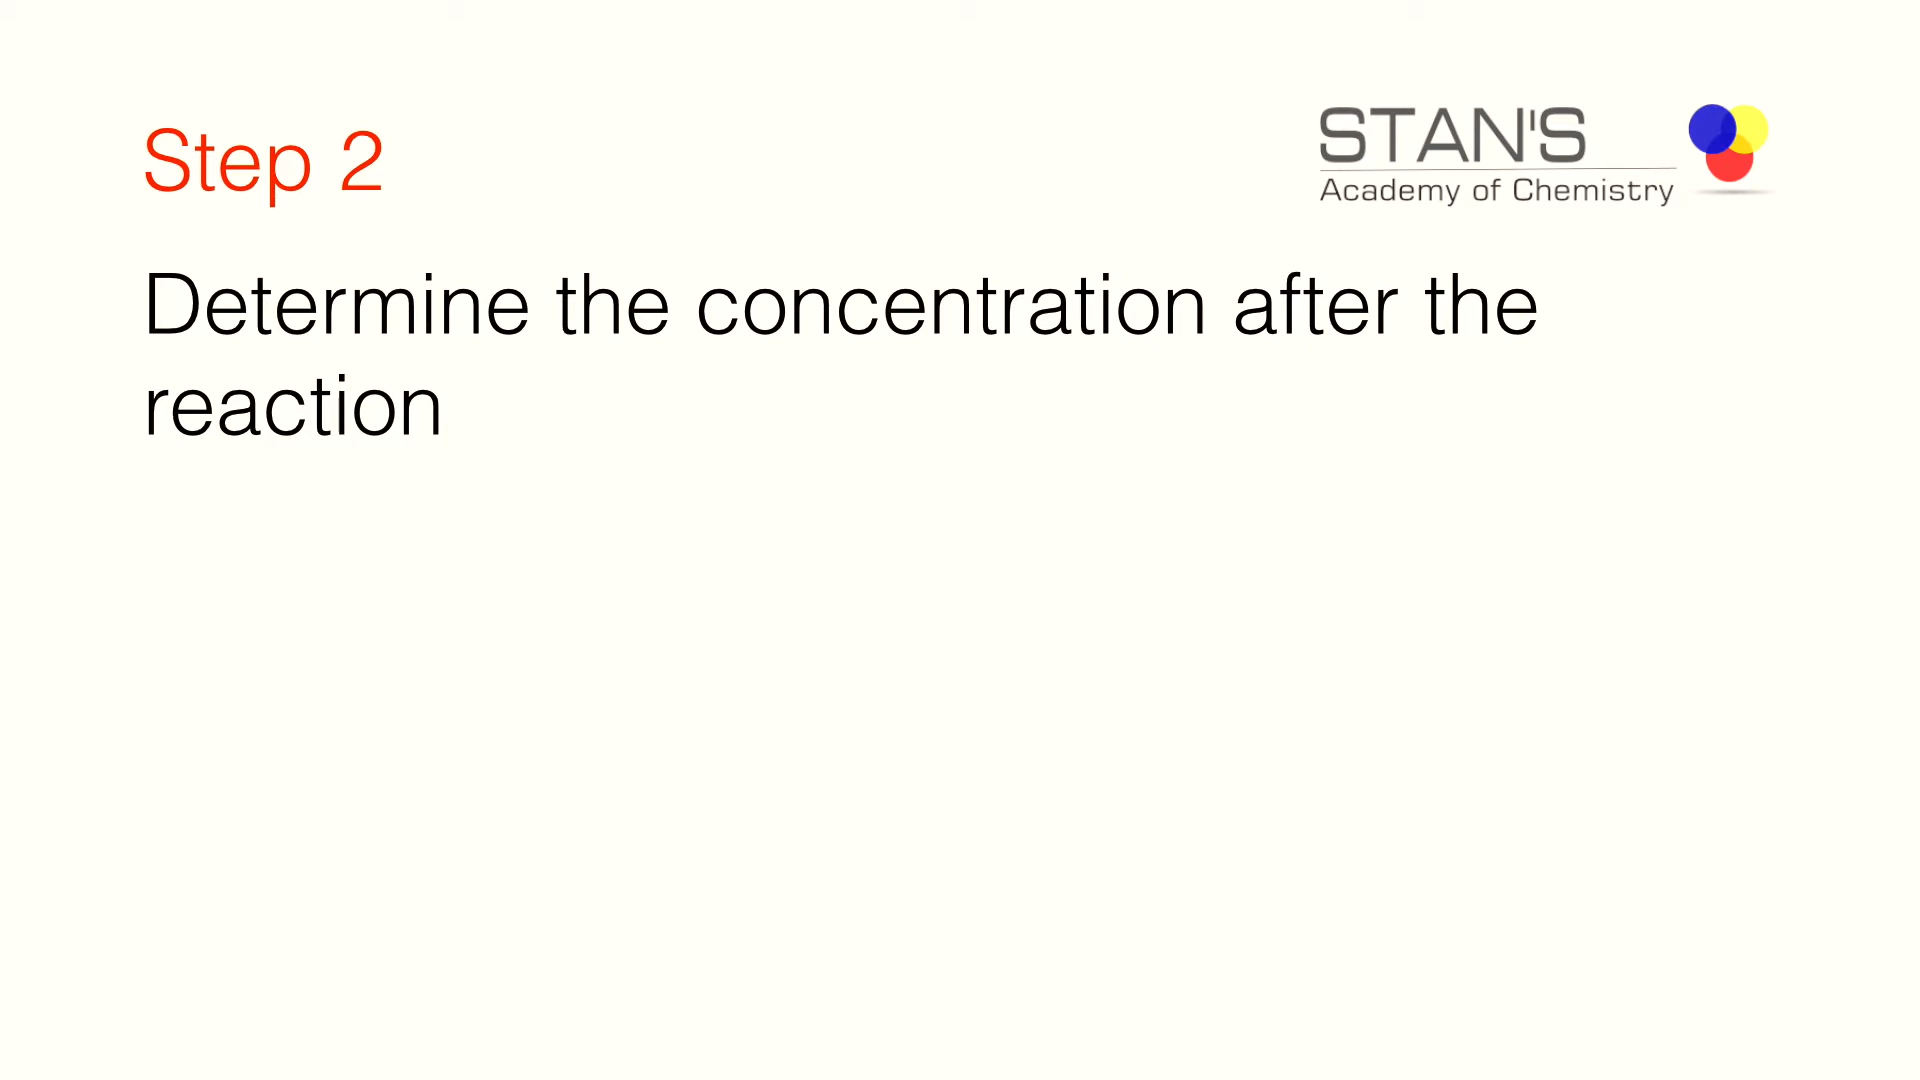 Step 2
STAN'S
Academy of Chemistry
Determine the concentration after the
reaction